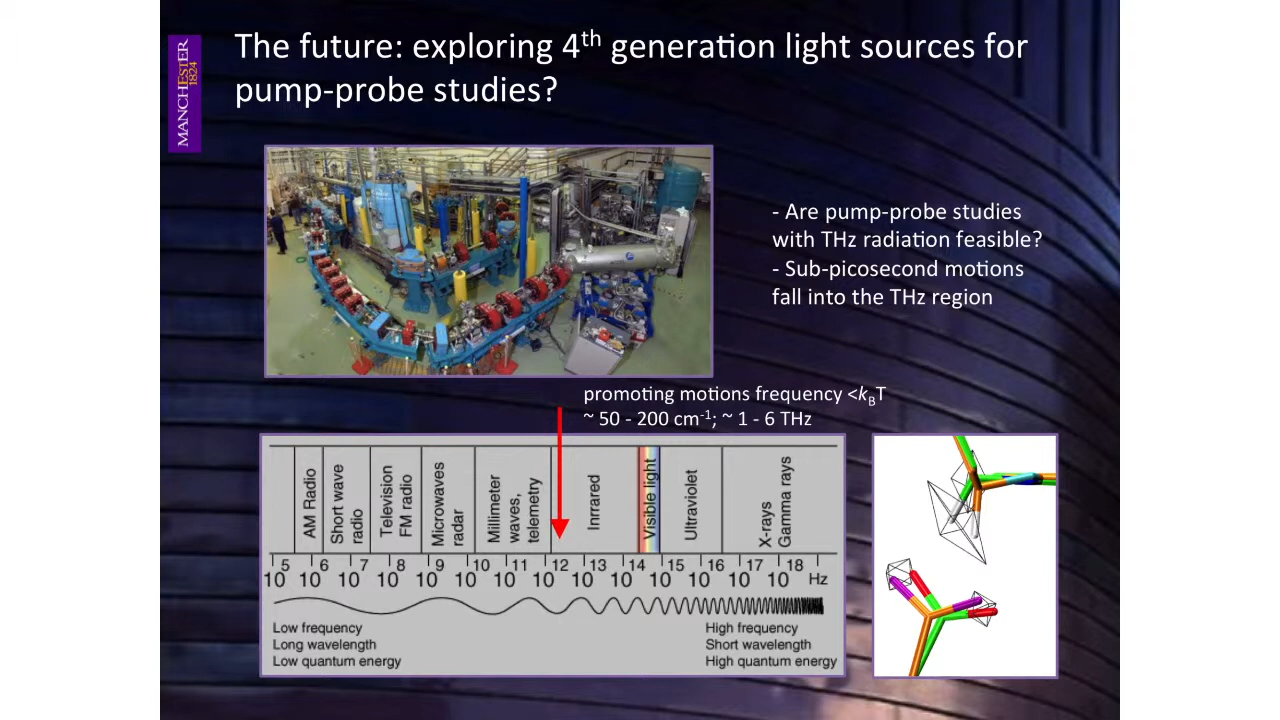 The future: exploring 4th generation light sources for
pump-probe studies?
MANCHESTER
1824
- Are pump-probe studies
with THz radiation feasible?
- Sub-picosecond motions
fall into the THz region
promoting motions frequency <kBT
~ 50 - 200 cm-1; ~ 1 - 6 THz
AM Radio
Short wave
radio
Television
FM radio
Microwaves
radar
Millimeter
waves,
telemetry
Inrrared
Visible light
Ultraviolet
X-rays
Gamma rays
10^5 10^6 10^7 10^8 10^9 10^10 10^11 10^12 10^13 10^14 10^15 10^16 10^17 10^18 Hz
Low frequency
Long wavelength
Low quantum energy
High frequency
Short wavelength
High quantum energy